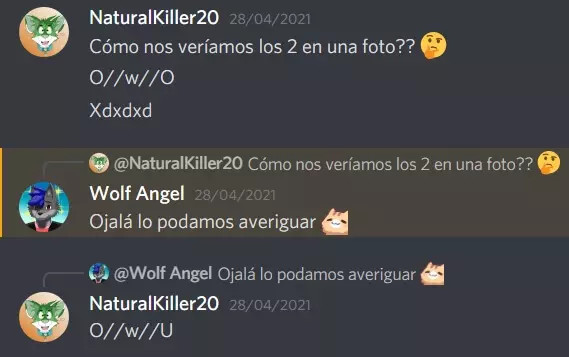 NaturalKiller20 28/04/2021
Cómo nos veríamos los 2 en una foto?? 🤔
O//w//O
Xdxdxd
@NaturalKiller20 Cómo nos veríamos los 2 en una foto?? 🤔
Wolf Angel 28/04/2021
Ojalá lo podamos averiguar
@Wolf Angel Ojalá lo podamos averiguar
NaturalKiller20 28/04/2021
O//w//U